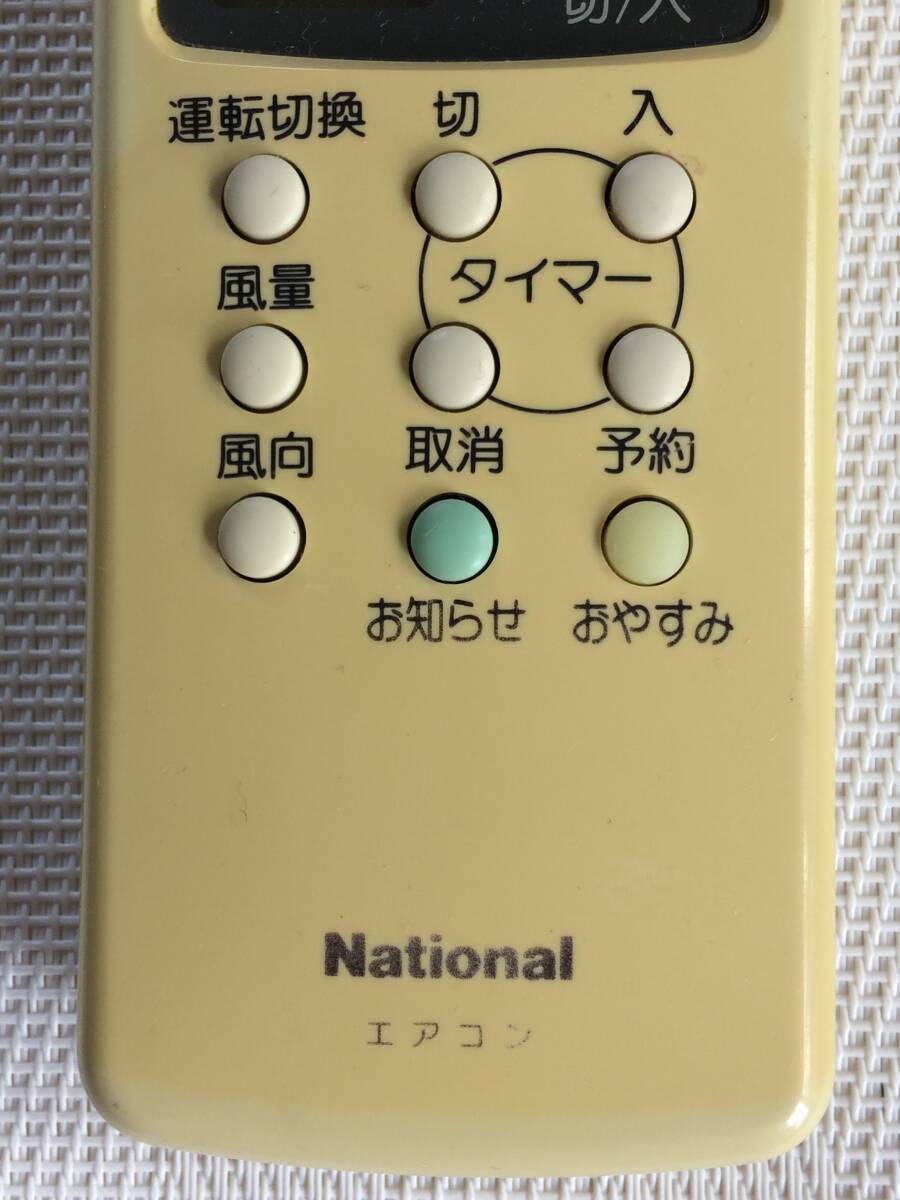 切/入
運転切換 切 入
タイマー
風量
風向 取消 予約
お知らせ おやすみ
National
エアコン